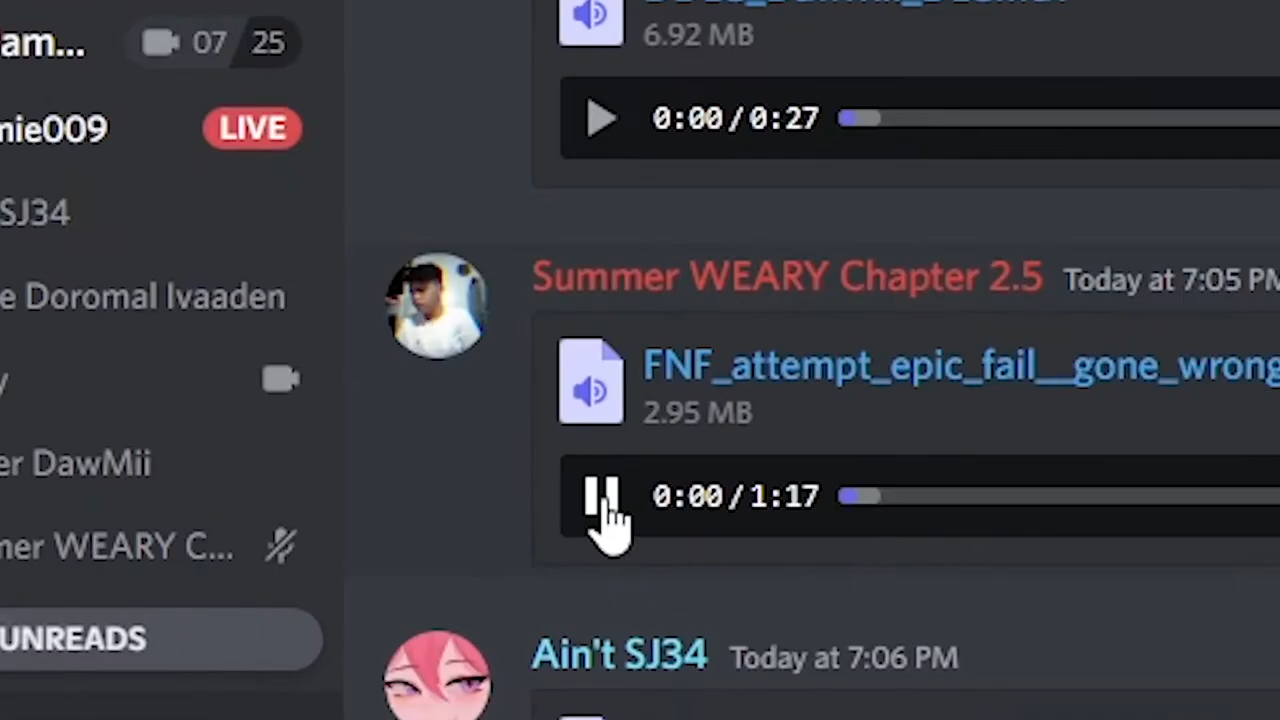 am... 07 25
6.92 MB
nie009 LIVE
0:00/0:27
SJ34
Summer WEARY Chapter 2.5 Today at 7:05 PM
e Doromal Ivaaden
FNF_attempt_epic_fail__gone_wrong
y
2.95 MB
er DawMii
0:00/1:17
ner WEARY C...
UNREADS
Ain't SJ34 Today at 7:06 PM